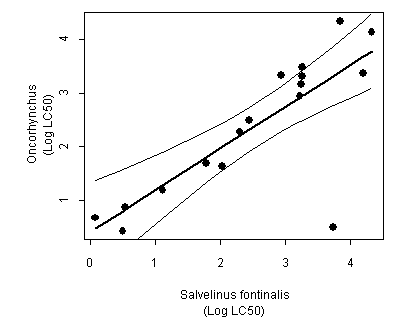 Oncorhynchus
(Log LC50)
4
3
2
1
0 1 2 3 4
Salvelinus fontinalis
(Log LC50)